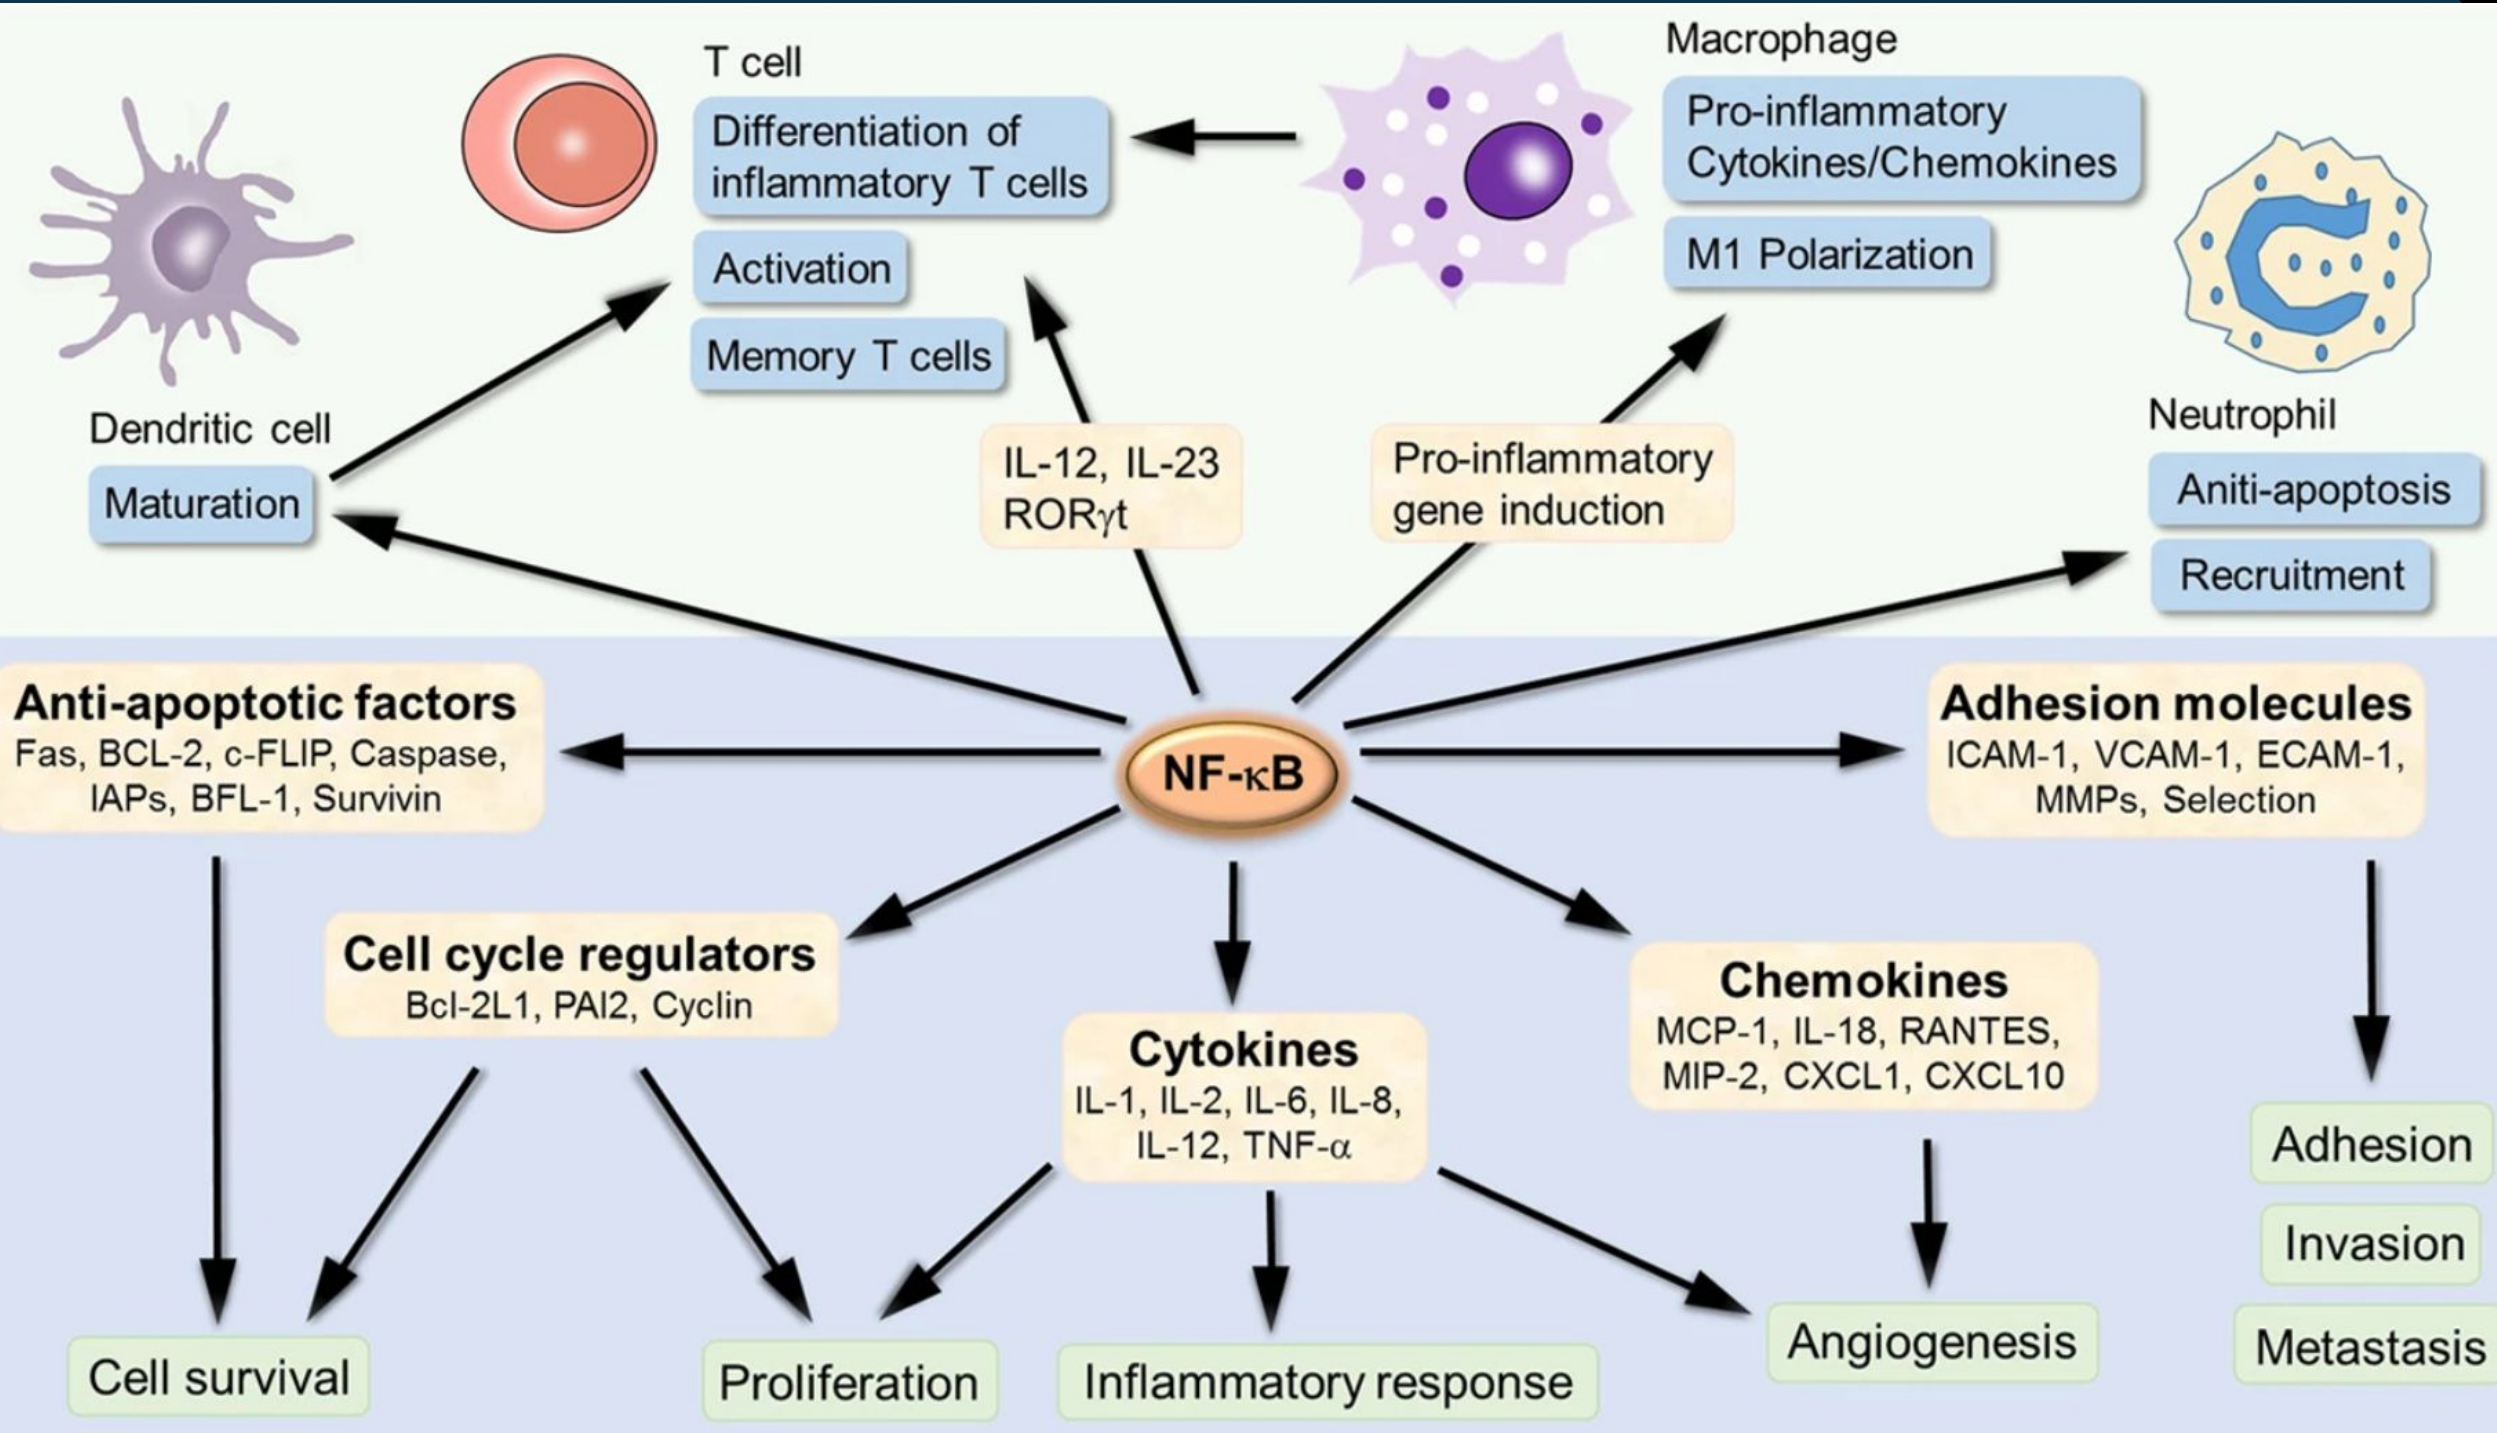 T cell
Differentiation of
inflammatory T cells
Activation
Memory T cells
Macrophage
Pro-inflammatory
Cytokines/Chemokines
M1 Polarization
Dendritic cell
Maturation
IL-12, IL-23
RORγt
Pro-inflammatory
gene induction
Neutrophil
Aniti-apoptosis
Recruitment
NF-κB
Anti-apoptotic factors
Fas, BCL-2, c-FLIP, Caspase,
IAPs, BFL-1, Survivin
Adhesion molecules
ICAM-1, VCAM-1, ECAM-1,
MMPs, Selection
Cell cycle regulators
Bcl-2L1, PAI2, Cyclin
Cytokines
IL-1, IL-2, IL-6, IL-8,
IL-12, TNF-α
Chemokines
MCP-1, IL-18, RANTES,
MIP-2, CXCL1, CXCL10
Cell survival
Proliferation
Inflammatory response
Angiogenesis
Adhesion
Invasion
Metastasis